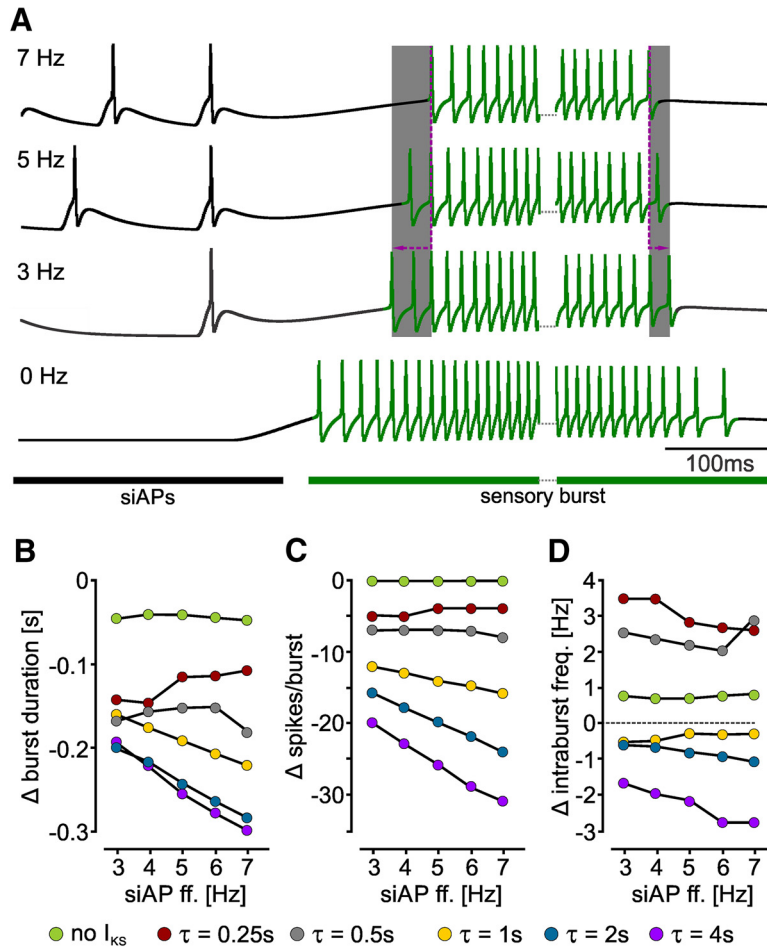 A
7 Hz
5 Hz
3 Hz
0 Hz
100ms
siAPs
sensory burst
B
Δ burst duration [s]
0
-0.1
-0.2
-0.3
3 4 5 6 7
siAP ff. [Hz]
C
Δ spikes/burst
0
-10
-20
-30
3 4 5 6 7
siAP ff. [Hz]
D
Δ intraburst freq. [Hz]
4
3
2
1
0
-1
-2
-3
3 4 5 6 7
siAP ff. [Hz]
no I_KS τ = 0.25s τ = 0.5s τ = 1s τ = 2s τ = 4s